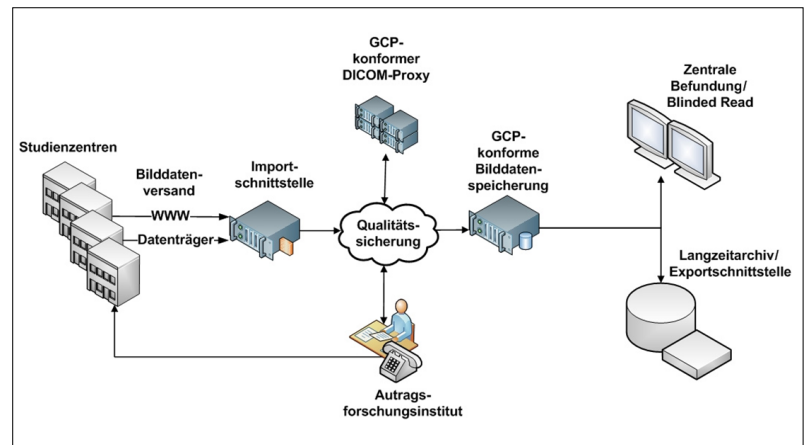 Studienzentren
Bilddaten-
versand
WWW
Datenträger
Import-
schnittstelle
GCP-
konformer
DICOM-Proxy
Qualitäts-
sicherung
Autrags-
forschungsinstitut
GCP-
konforme
Bilddaten-
speicherung
Zentrale
Befundung/
Blinded Read
Langzeitarchiv/
Exportschnittstelle